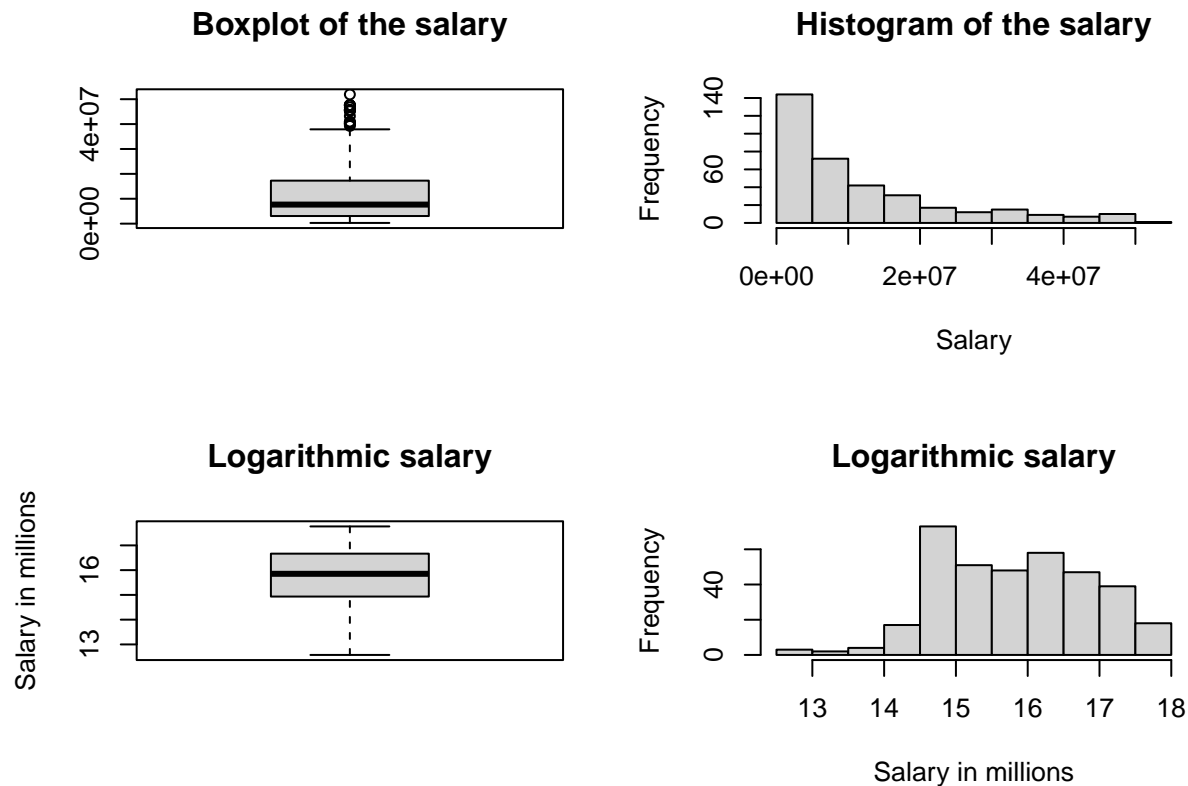 Boxplot of the salary
0e+00 4e+07
Histogram of the salary
Frequency
0 60 140
0e+00 2e+07 4e+07
Salary
Logarithmic salary
Salary in millions
13 16
Logarithmic salary
Frequency
0 40
13 14 15 16 17 18
Salary in millions